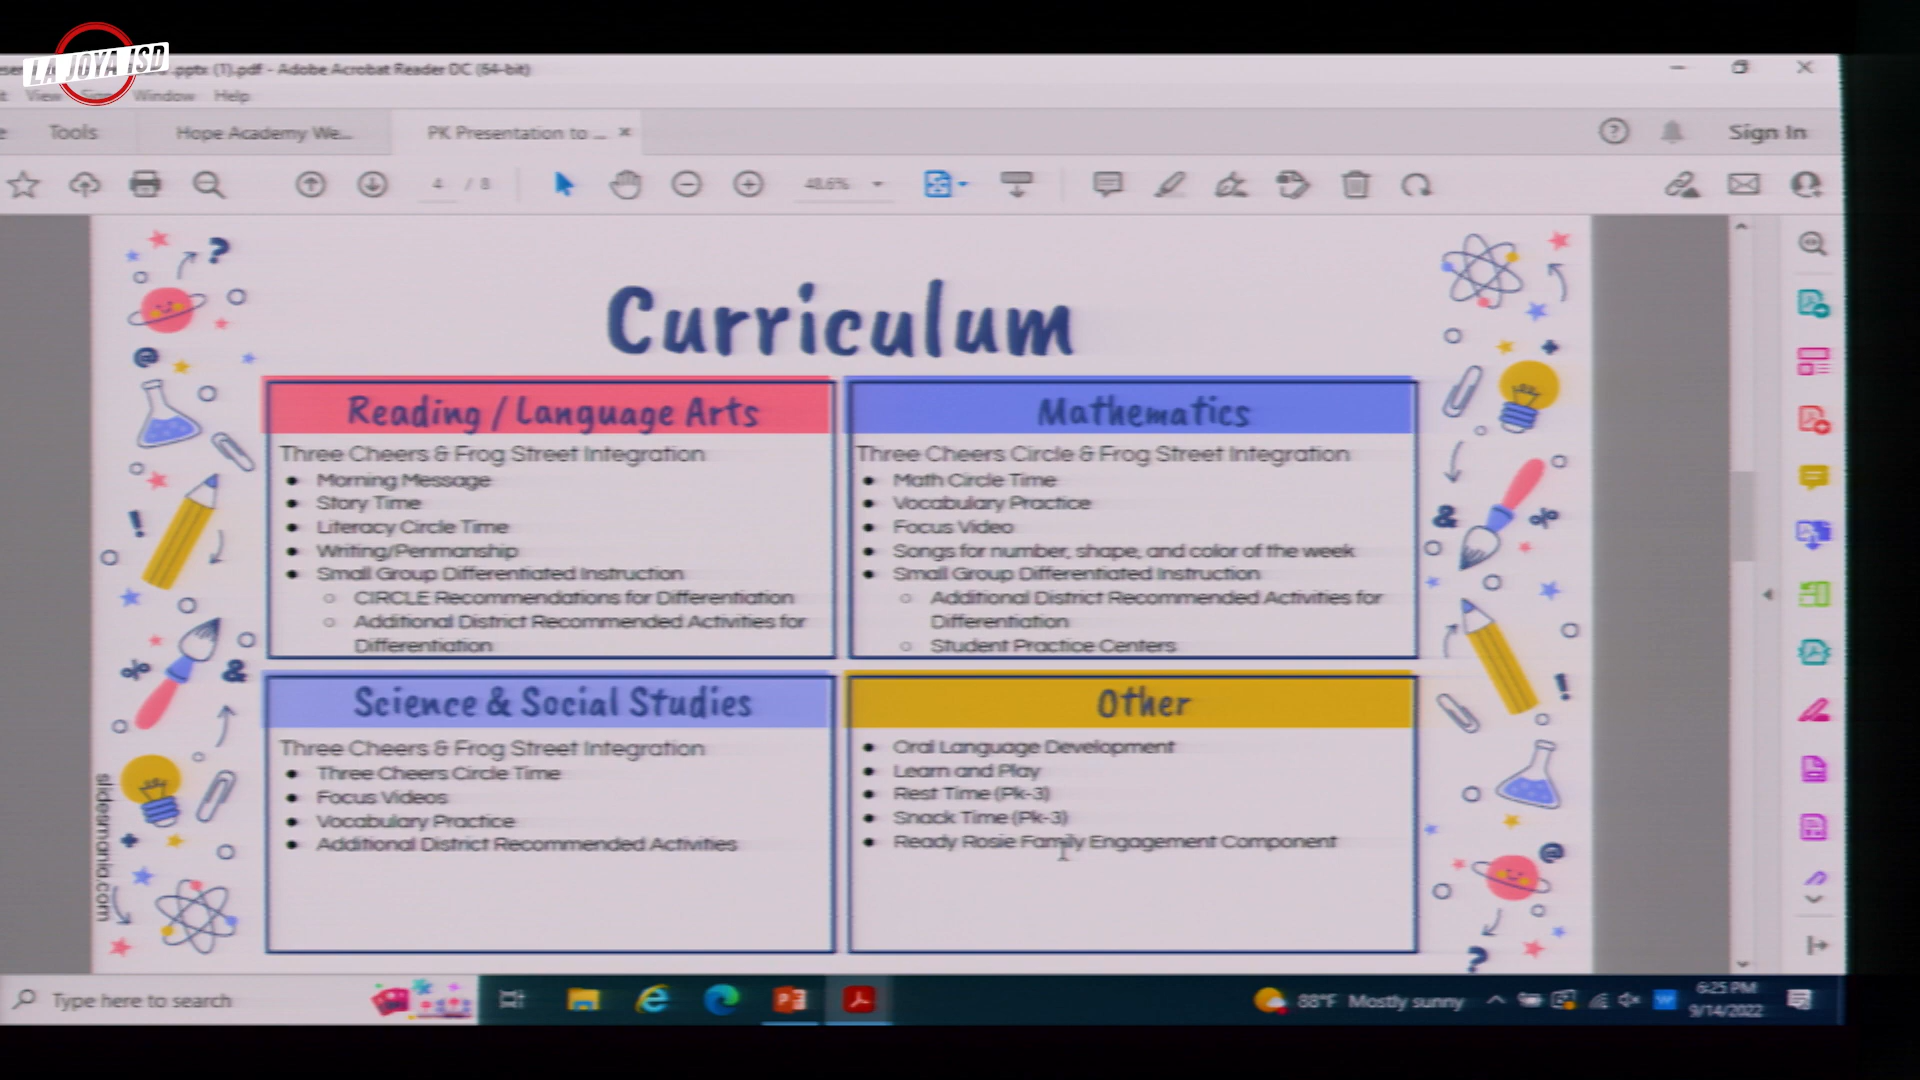 LA JOYA ISD
.pptx (1).pdf - Adobe Acrobat Reader DC (64-bit)
View Sign Window Help
Tools Hope Academy We... PK Presentation to ... × Sign In
4 / 8 48.6%
Curriculum
Reading / Language Arts
Three Cheers & Frog Street Integration
• Morning Message
• Story Time
• Literacy Circle Time
• Writing/Penmanship
• Small Group Differentiated Instruction
○ CIRCLE Recommendations for Differentiation
○ Additional District Recommended Activities for
Differentiation
Mathematics
Three Cheers Circle & Frog Street Integration
• Math Circle Time
• Vocabulary Practice
• Focus Video
• Songs for number, shape, and color of the week
• Small Group Differentiated Instruction
○ Additional District Recommended Activities for
Differentiation
○ Student Practice Centers
Science & Social Studies
Three Cheers & Frog Street Integration
• Three Cheers Circle Time
• Focus Videos
• Vocabulary Practice
• Additional District Recommended Activities
Other
• Oral Language Development
• Learn and Play
• Rest Time (Pk-3)
• Snack Time (Pk-3)
• Ready Rosie Family Engagement Component
slidesmania.com
Type here to search
88°F Mostly sunny
6:25 PM
9/14/2022